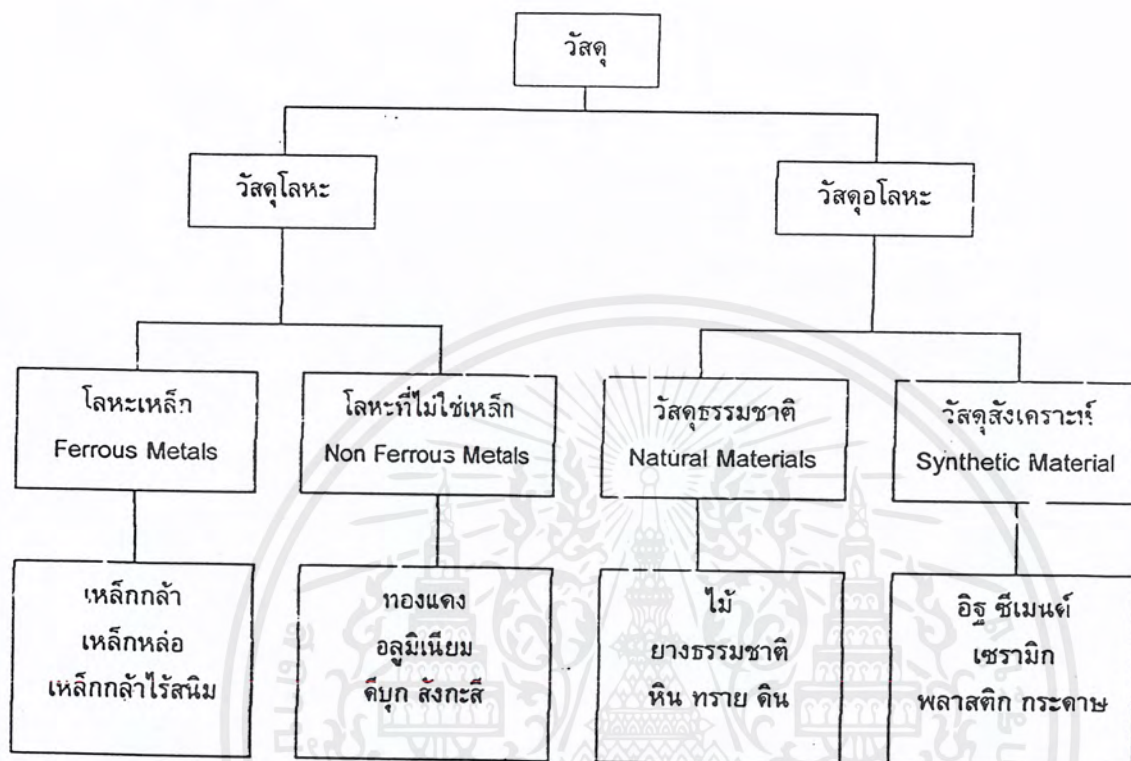 วัสดุ
วัสดุโลหะ
วัสดุอโลหะ
โลหะเหล็ก
Ferrous Metals
โลหะที่ไม่ใช่เหล็ก
Non Ferrous Metals
วัสดุธรรมชาติ
Natural Materials
วัสดุสังเคราะห์
Synthetic Material
เหล็กกล้า
เหล็กหล่อ
เหล็กกล้าไร้สนิม
ทองแดง
อลูมิเนียม
ดีบุก สังกะสี
ไม้
ยางธรรมชาติ
หิน ทราย ดิน
อิฐ ซีเมนต์
เซรามิก
พลาสติก กระดาษ